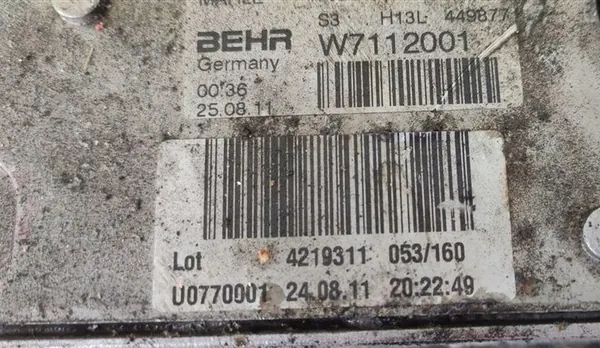 S3 H13L 449877
BEHR W7112001
Germany
00:36
25.08.11
Lot 4219311 053/160
U0770001 24.08.11 20:22:49